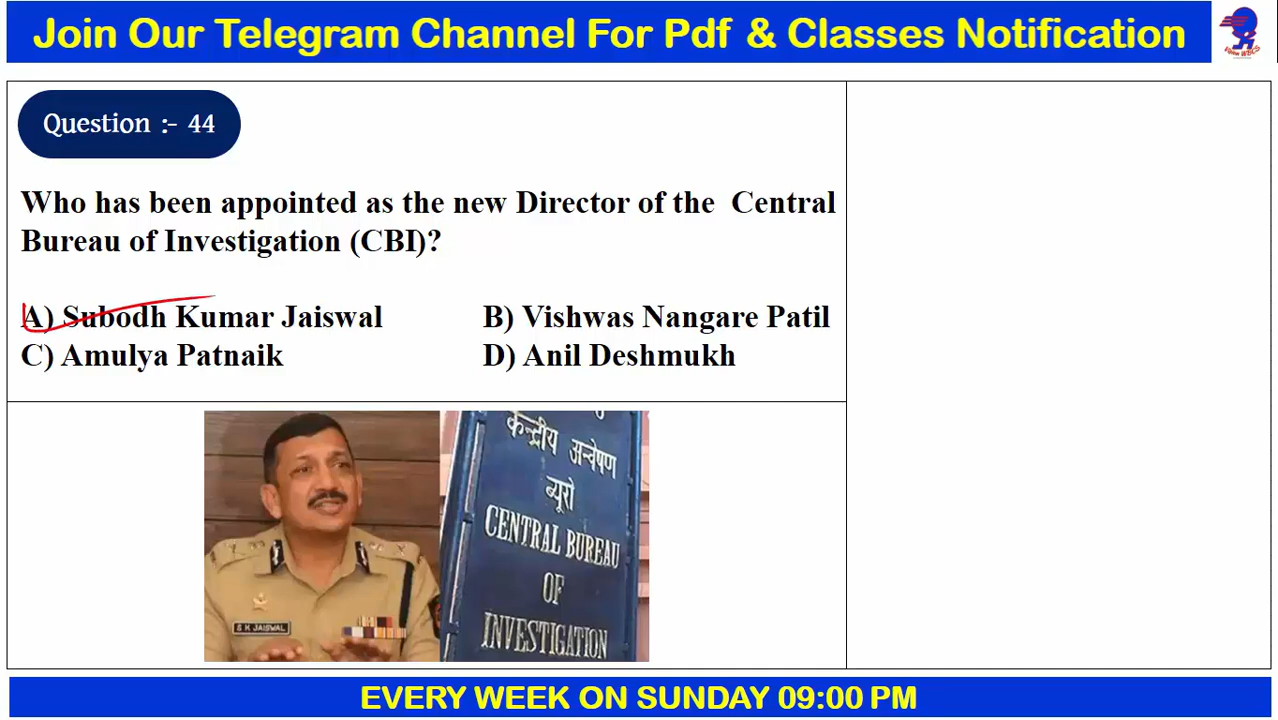 Join Our Telegram Channel For Pdf & Classes Notification
Question :- 44
Who has been appointed as the new Director of the Central
Bureau of Investigation (CBI)?
A) Subodh Kumar Jaiswal B) Vishwas Nangare Patil
C) Amulya Patnaik D) Anil Deshmukh
केन्द्रीय अन्वेषण
ब्यूरो
CENTRAL BUREAU
OF
INVESTIGATION
S K JAISWAL
EVERY WEEK ON SUNDAY 09:00 PM